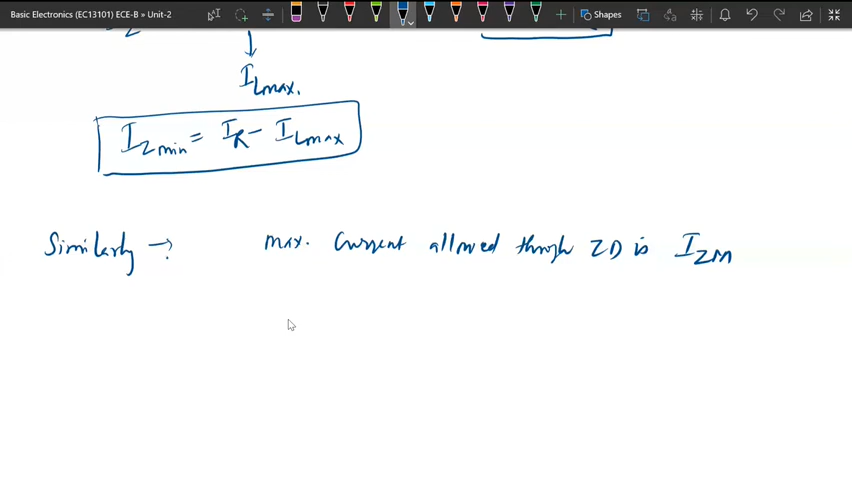 Basic Electronics (EC13101) ECE-B » Unit-2
Shapes
Z
ILmax.
IZmin = IR - ILmax
Similarly → max. Current allowed through ZD is IZM